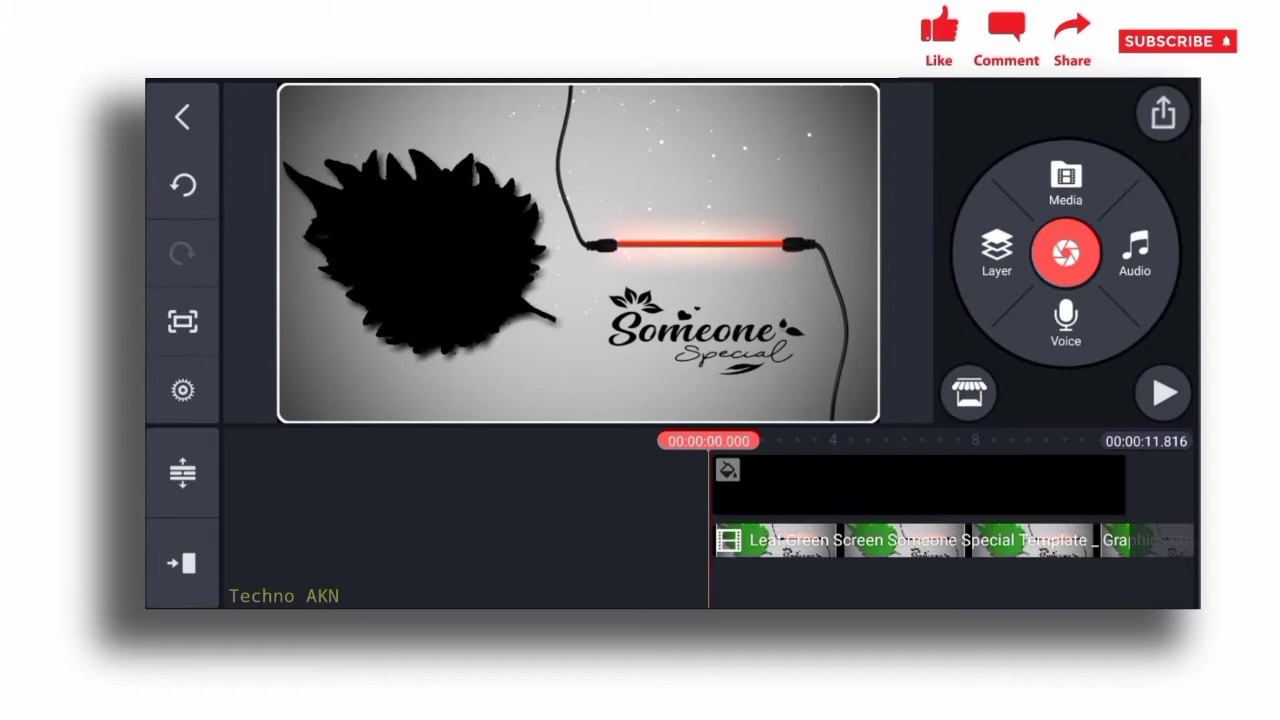 Like
Comment
Share
SUBSCRIBE
Media
Layer
Audio
Voice
Someone
Special
00:00:00.000
4
8
00:00:11.816
Leaf Green Screen Someone Special Template _ Graphics
Techno AKN